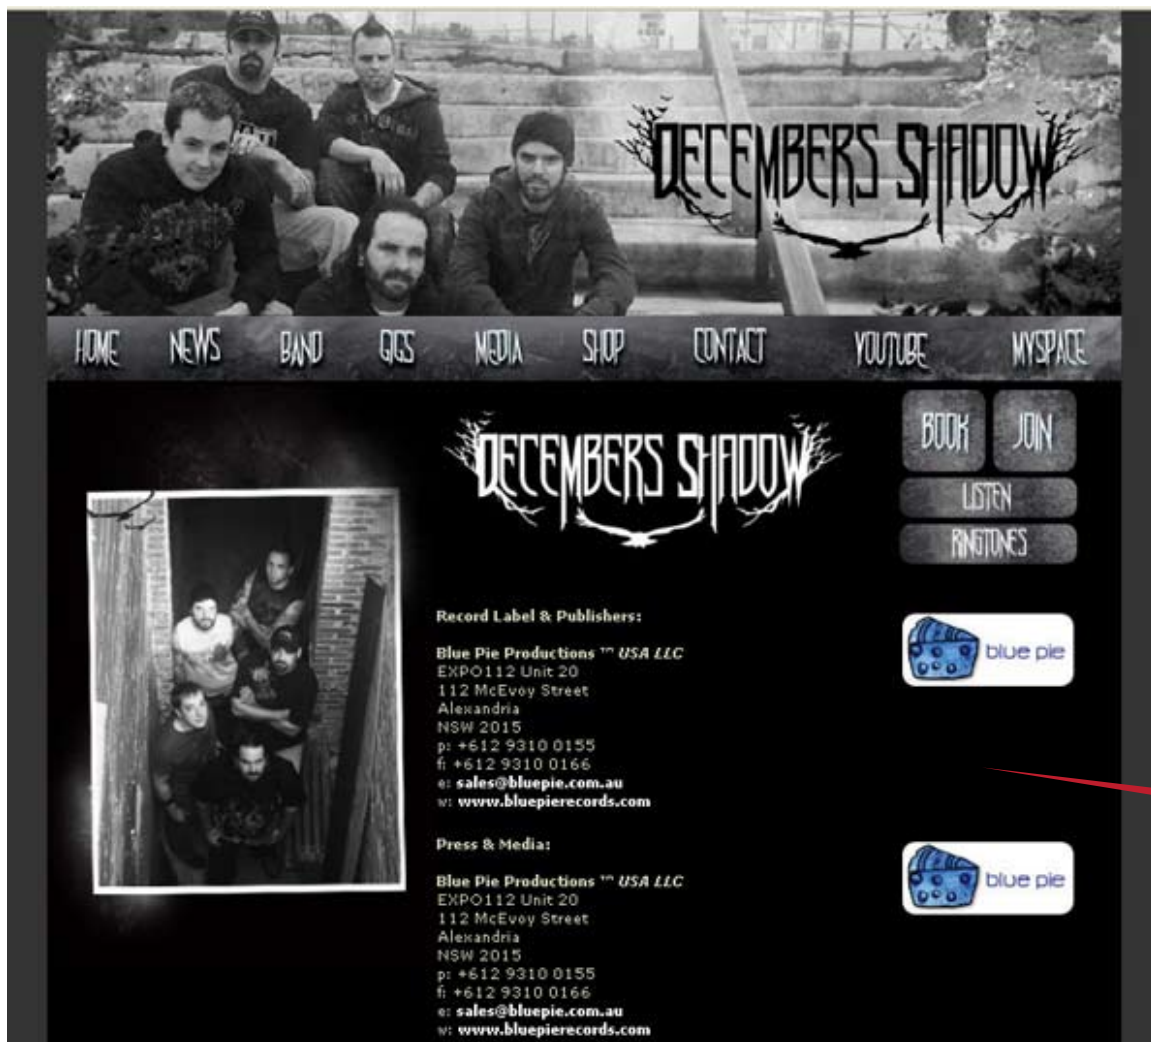 DECEMBERS SHADOW
HOME NEWS BAND GIGS MEDIA SHOP CONTACT YOUTUBE MYSPACE
DECEMBERS SHADOW
BOOK JOIN
LISTEN
RINGTONES
Record Label & Publishers:
Blue Pie Productions ™ USA LLC
EXPO112 Unit 20
112 McEvoy Street
Alexandria
NSW 2015
p: +612 9310 0155
f: +612 9310 0166
e: sales@bluepie.com.au
w: www.bluepierecords.com
blue pie
Press & Media:
Blue Pie Productions ™ USA LLC
EXPO112 Unit 20
112 McEvoy Street
Alexandria
NSW 2015
p: +612 9310 0155
f: +612 9310 0166
e: sales@bluepie.com.au
w: www.bluepierecords.com
blue pie